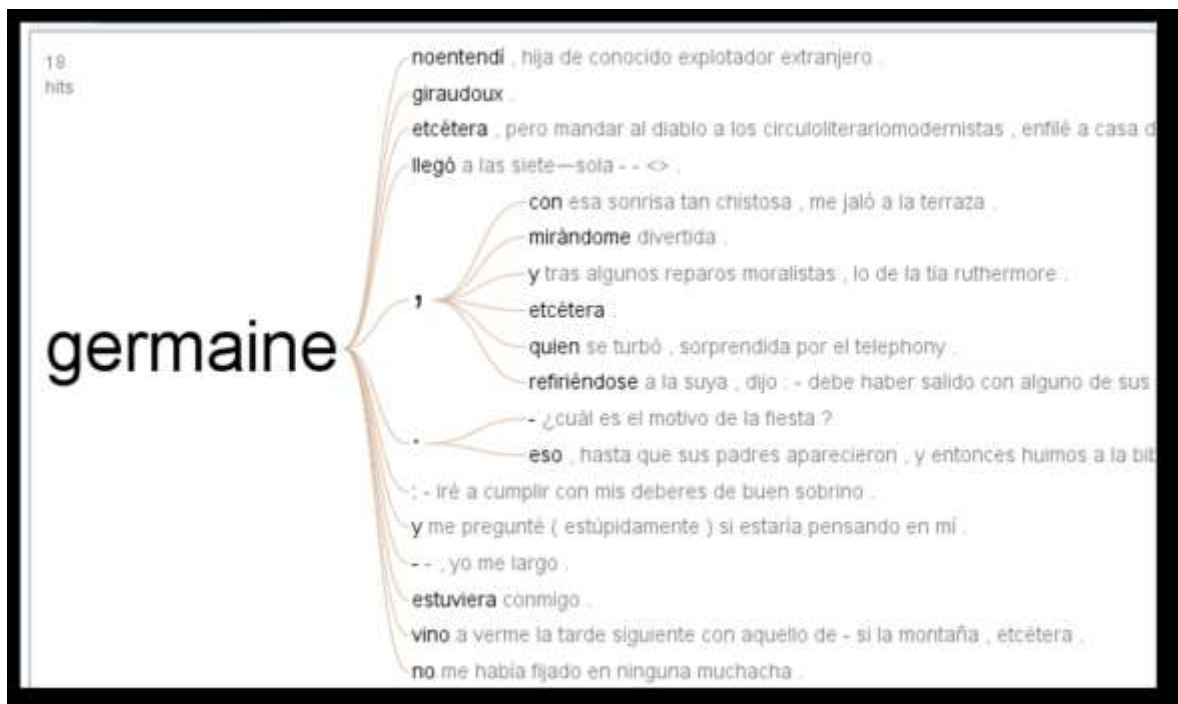 18
hits
noentendí , hija de conocido explotador extranjero .
giraudoux .
etcétera , pero mandar al diablo a los circuloliterariomodernistas , enfilé a casa d
llegó a las siete—sola - - <> .
con esa sonrisa tan chistosa , me jaló a la terraza .
mirándome divertida .
y tras algunos reparos moralistas , lo de la tía ruthermore .
,
etcétera .
germaine
quien se turbó , sorprendida por el telephony .
refiriéndose a la suya , dijo : - debe haber salido con alguno de sus
- ¿cuál es el motivo de la fiesta ?
.
eso , hasta que sus padres aparecieron , y entonces huimos a la bib
: - iré a cumplir con mis deberes de buen sobrino .
y me pregunté ( estúpidamente ) si estaría pensando en mí .
- - , yo me largo .
estuviera conmigo .
vino a verme la tarde siguiente con aquello de - si la montaña , etcétera .
no me había fijado en ninguna muchacha .